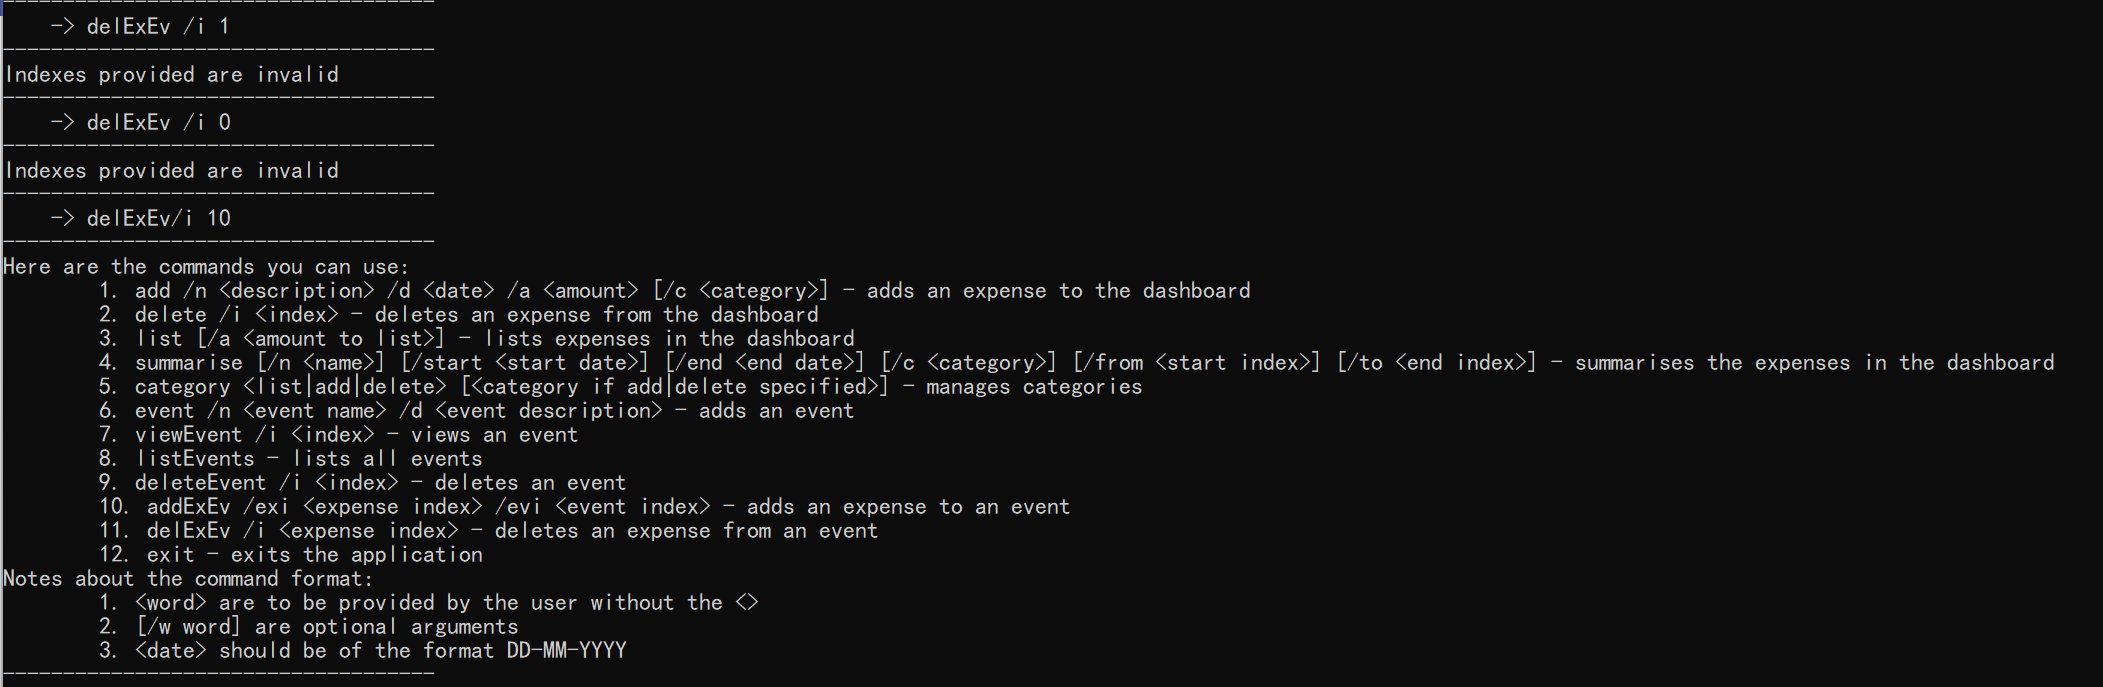 -> delExEv /i 1
Indexes provided are invalid
-> delExEv /i 0
Indexes provided are invalid
-> delExEv/i 10
Here are the commands you can use:
1. add /n <description> /d <date> /a <amount> [/c <category>] - adds an expense to the dashboard
2. delete /i <index> - deletes an expense from the dashboard
3. list [/a <amount to list>] - lists expenses in the dashboard
4. summarise [/n <name>] [/start <start date>] [/end <end date>] [/c <category>] [/from <start index>] [/to <end index>] - summarises the expenses in the dashboard
5. category <list|add|delete> [<category if add|delete specified>] - manages categories
6. event /n <event name> /d <event description> - adds an event
7. viewEvent /i <index> - views an event
8. listEvents - lists all events
9. deleteEvent /i <index> - deletes an event
10. addExEv /exi <expense index> /evi <event index> - adds an expense to an event
11. delExEv /i <expense index> - deletes an expense from an event
12. exit - exits the application
Notes about the command format:
1. <word> are to be provided by the user without the <>
2. [/w word] are optional arguments
3. <date> should be of the format DD-MM-YYYY